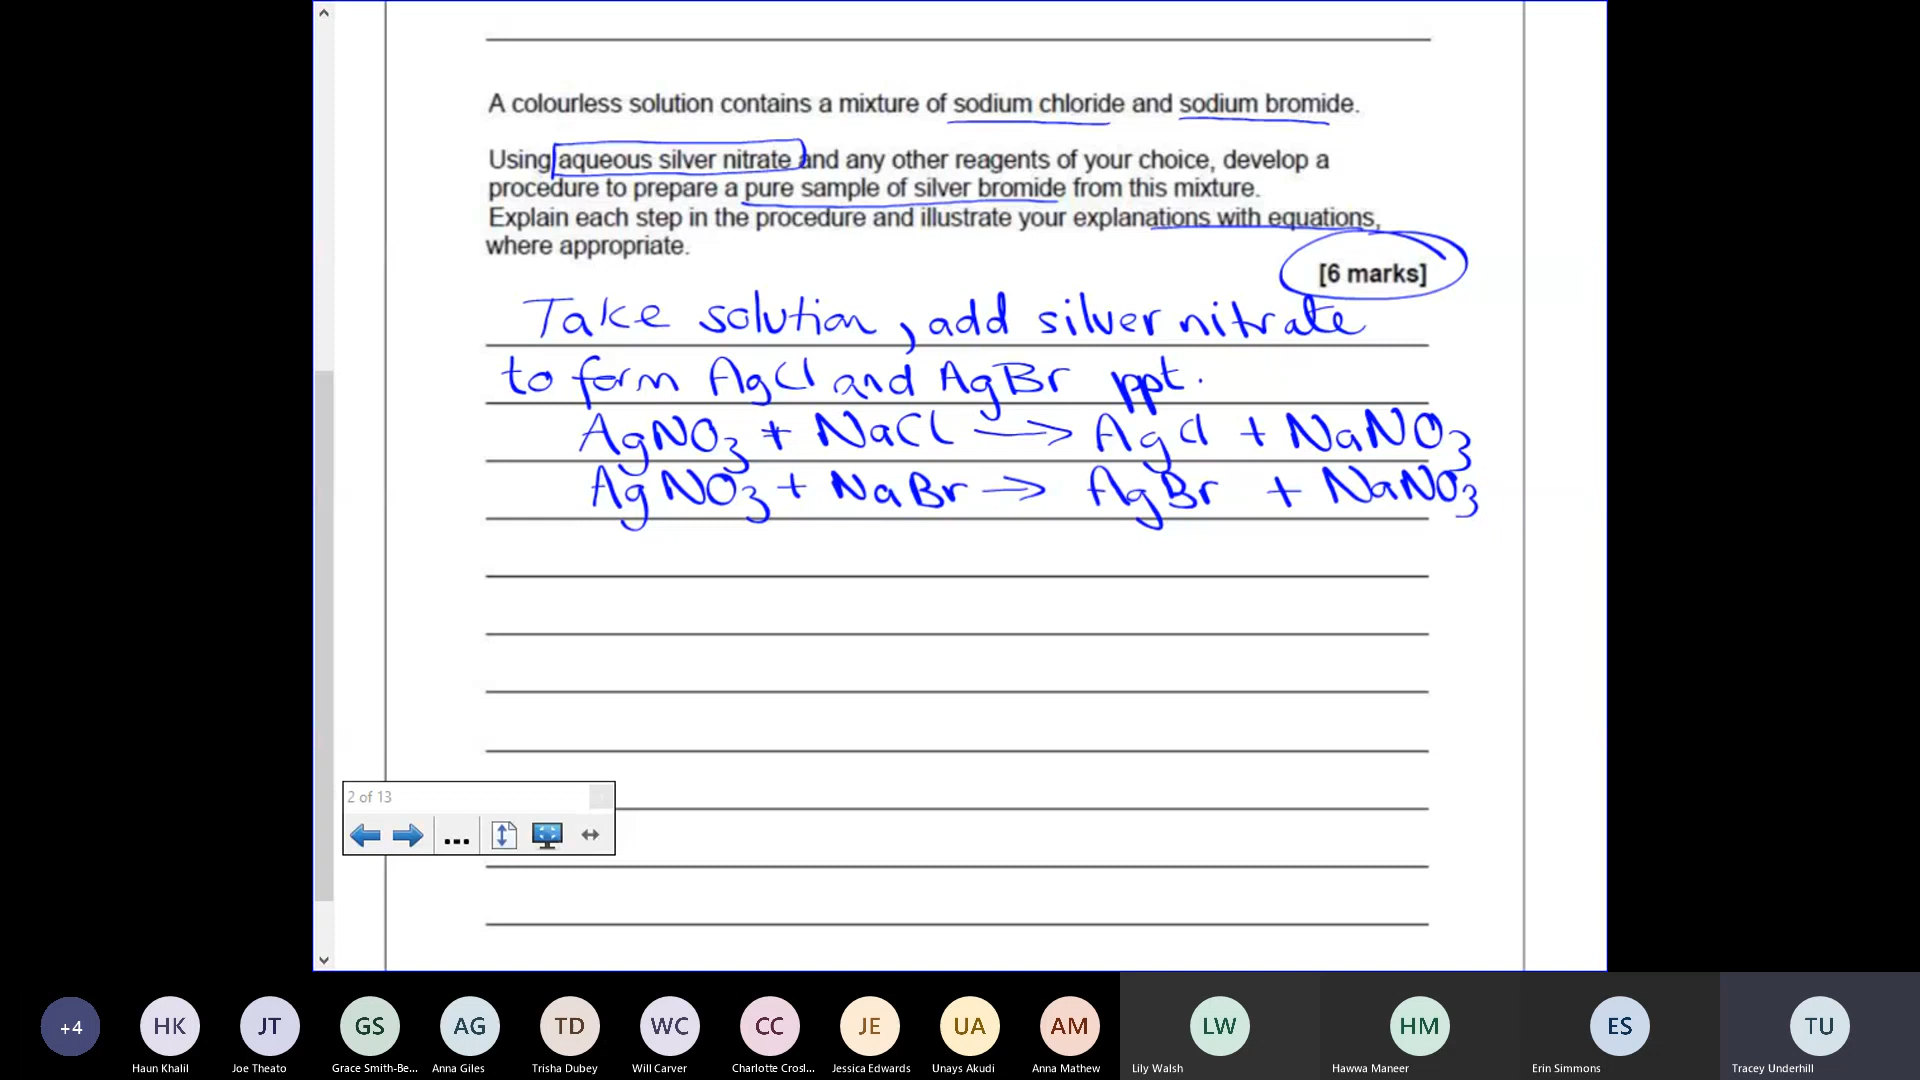 A colourless solution contains a mixture of sodium chloride and sodium bromide.
Using aqueous silver nitrate and any other reagents of your choice, develop a
procedure to prepare a pure sample of silver bromide from this mixture.
Explain each step in the procedure and illustrate your explanations with equations,
where appropriate.
[6 marks]
Take solution, add silver nitrate
to form AgCl and AgBr ppt.
AgNO3 + NaCl → AgCl + NaNO3
AgNO3 + NaBr → AgBr + NaNO3
2 of 13
...
+4 HK JT GS AG TD WC CC JE UA AM LW HM ES TU
Haun Khalil Joe Theato Grace Smith-Be... Anna Giles Trisha Dubey Will Carver Charlotte Crosl... Jessica Edwards Unays Akudi Anna Mathew Lily Walsh Hawwa Maneer Erin Simmons Tracey Underhill